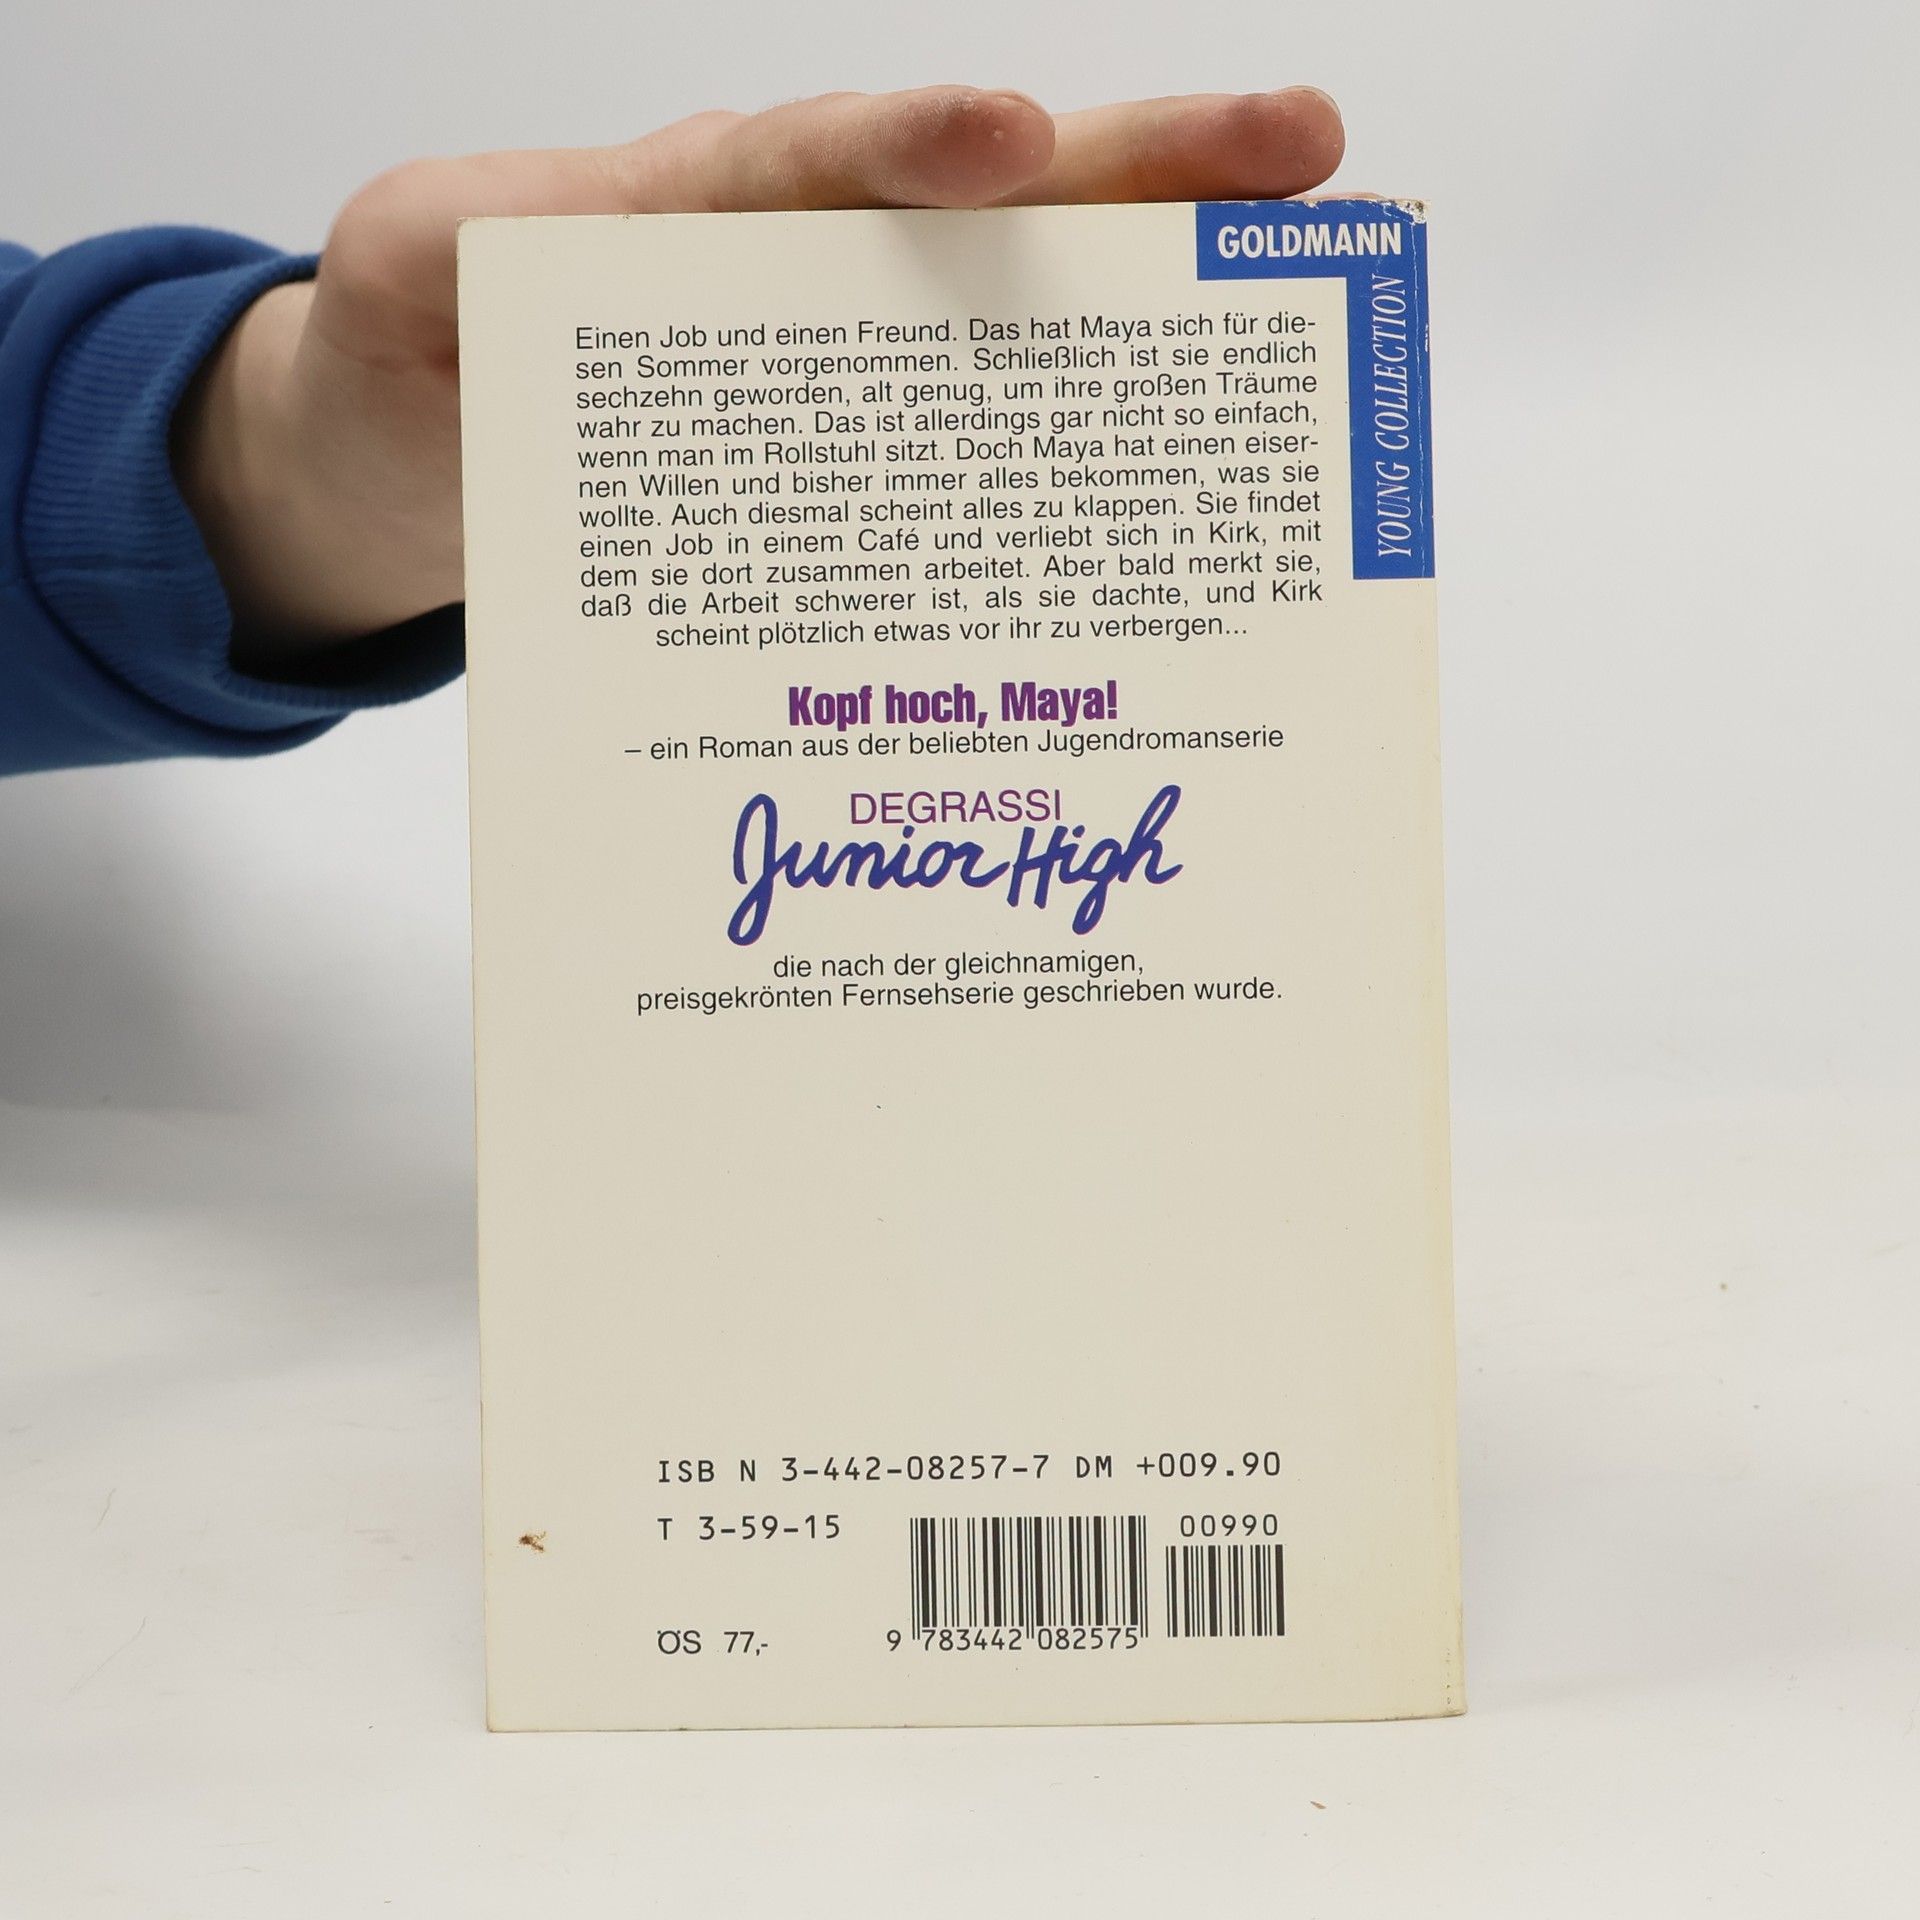 GOLDMANN
YOUNG COLLECTION
Einen Job und einen Freund. Das hat Maya sich für die-
sen Sommer vorgenommen. Schließlich ist sie endlich
sechzehn geworden, alt genug, um ihre großen Träume
wahr zu machen. Das ist allerdings gar nicht so einfach,
wenn man im Rollstuhl sitzt. Doch Maya hat einen eiser-
nen Willen und bisher immer alles bekommen, was sie
wollte. Auch diesmal scheint alles zu klappen. Sie findet
einen Job in einem Café und verliebt sich in Kirk, mit
dem sie dort zusammen arbeitet. Aber bald merkt sie,
daß die Arbeit schwerer ist, als sie dachte, und Kirk
scheint plötzlich etwas vor ihr zu verbergen...
Kopf hoch, Maya!
– ein Roman aus der beliebten Jugendromanserie
DEGRASSI
Junior High
die nach der gleichnamigen,
preisgekrönten Fernsehserie geschrieben wurde.
ISB N 3-442-08257-7 DM +009.90
T 3-59-15
00990
ÖS 77,-
9 783442 082575